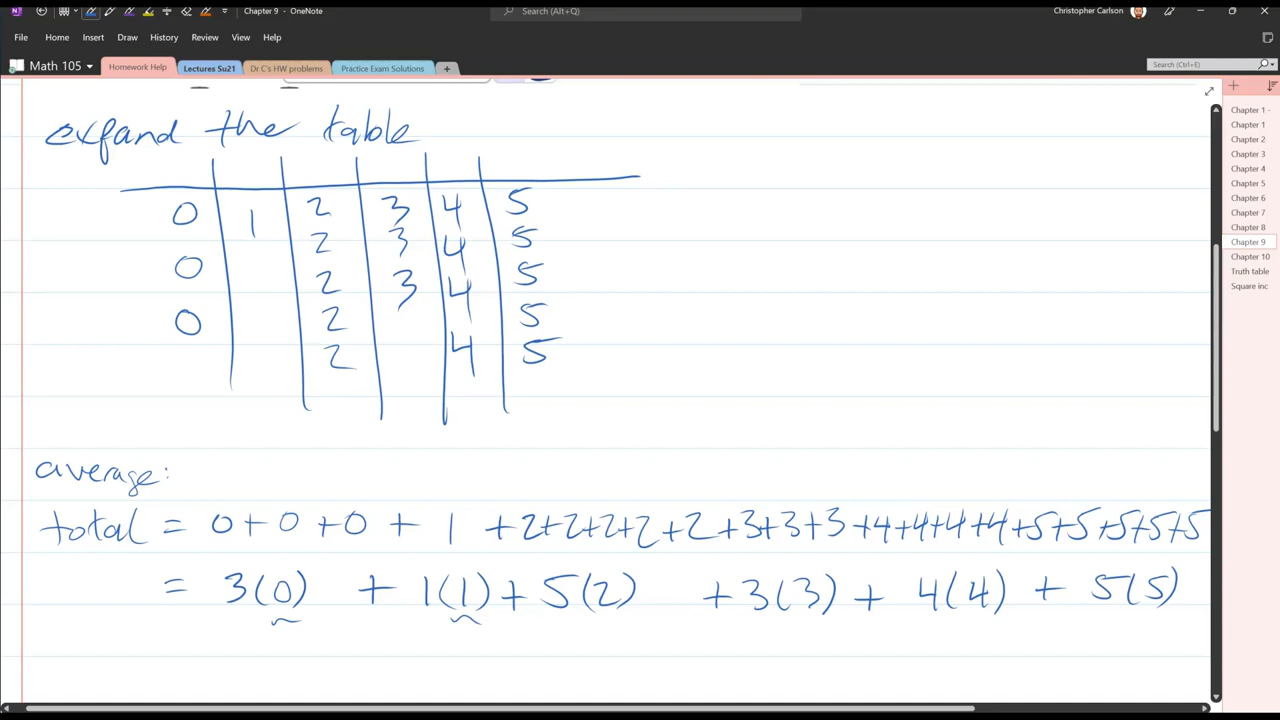 Chapter 9 - OneNote
Search (Alt+Q)
Christopher Carlson
File Home Insert Draw History Review View Help
Math 105
Homework Help
Lectures Su21
Dr C's HW problems
Practice Exam Solutions
Search (Ctrl+E)
expand the table
0 1 2 3 4 5
2 3 4 5
0 2 3 4 5
0 2 5
2 4 5
average:
total = 0 + 0 + 0 + 1 + 2+2+2+2+2+3+3+3+4+4+4+4+5+5+5+5+5
= 3(0) + 1(1) + 5(2) + 3(3) + 4(4) + 5(5)
Chapter 1 -
Chapter 1
Chapter 2
Chapter 3
Chapter 4
Chapter 5
Chapter 6
Chapter 7
Chapter 8
Chapter 9
Chapter 10
Truth table
Square inc